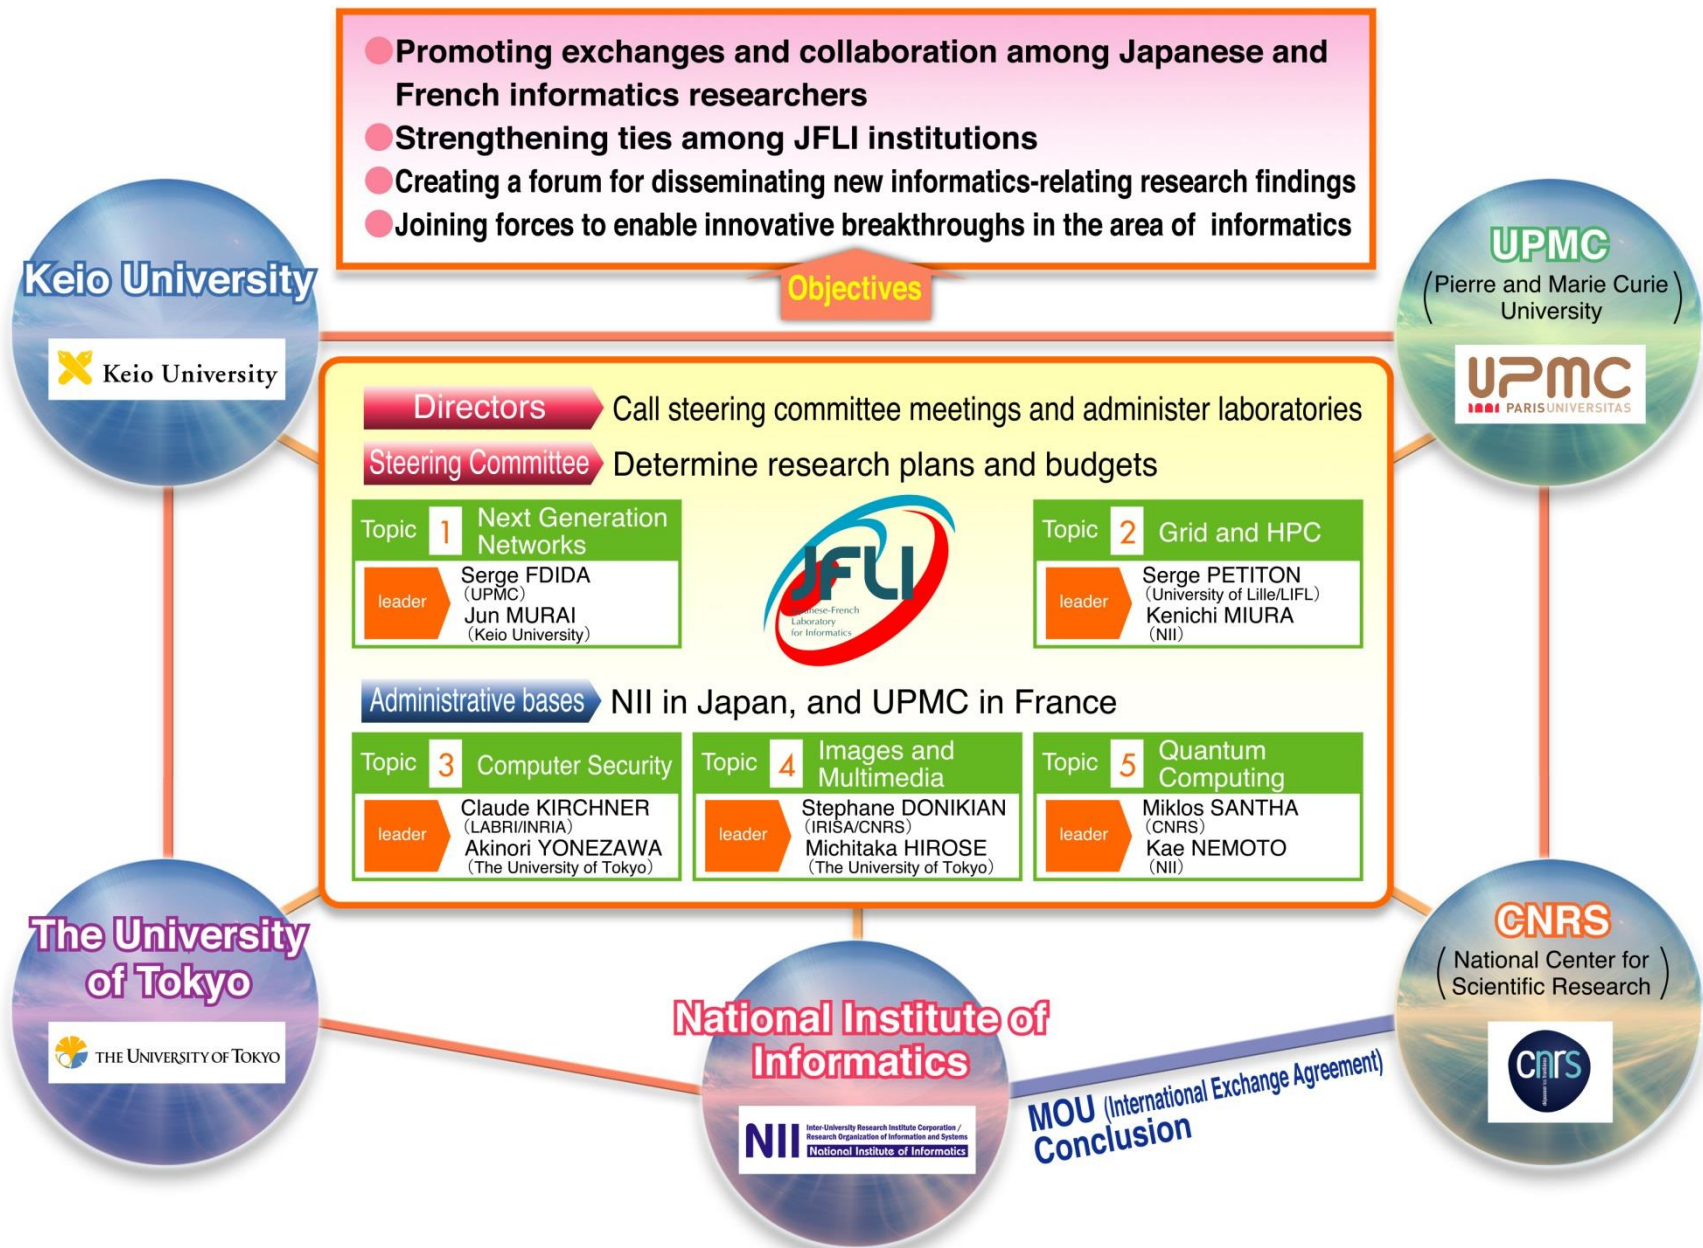 ●Promoting exchanges and collaboration among Japanese and
French informatics researchers
●Strengthening ties among JFLI institutions
●Creating a forum for disseminating new informatics-relating research findings
●Joining forces to enable innovative breakthroughs in the area of informatics
Objectives
Keio University
Keio University
UPMC
(Pierre and Marie Curie
University)
UPMC
PARISUNIVERSITAS
Directors Call steering committee meetings and administer laboratories
Steering Committee Determine research plans and budgets
Topic 1 Next Generation
Networks
leader
Serge FDIDA
(UPMC)
Jun MURAI
(Keio University)
JFLI
Japanese-French
Laboratory
for Informatics
Topic 2 Grid and HPC
leader
Serge PETITON
(University of Lille/LIFL)
Kenichi MIURA
(NII)
Administrative bases NII in Japan, and UPMC in France
Topic 3 Computer Security
leader
Claude KIRCHNER
(LABRI/INRIA)
Akinori YONEZAWA
(The University of Tokyo)
Topic 4 Images and
Multimedia
leader
Stephane DONIKIAN
(IRISA/CNRS)
Michitaka HIROSE
(The University of Tokyo)
Topic 5 Quantum
Computing
leader
Miklos SANTHA
(CNRS)
Kae NEMOTO
(NII)
The University
of Tokyo
THE UNIVERSITY OF TOKYO
National Institute of
Informatics
NII
Inter-University Research Institute Corporation /
Research Organization of Information and Systems
National Institute of Informatics
MOU (International Exchange Agreement)
Conclusion
CNRS
(National Center for
Scientific Research)
cnrs